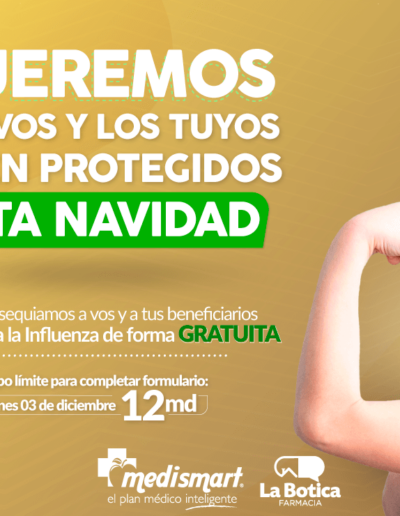 UEREMOS
VOS Y LOS TUYOS
N PROTEGIDOS
TA NAVIDAD
sequiamos a vos y a tus beneficiarios
a la Influenza de forma GRATUITA
po límite para completar formulario:
nes 03 de diciembre 12md
medismart.
el plan médico inteligente
La Botica
FARMACIA